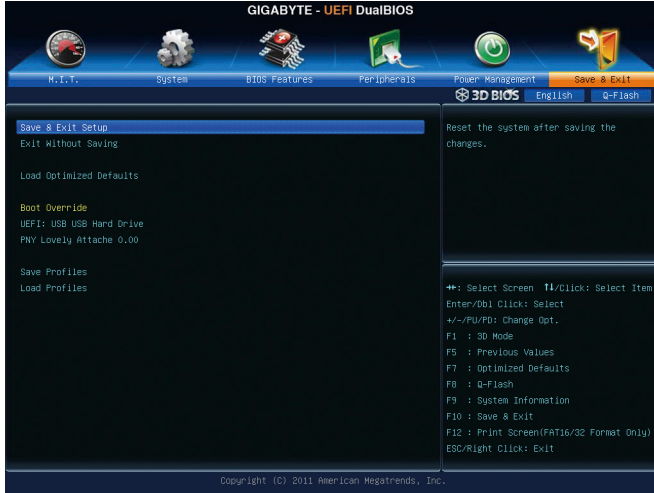 GIGABYTE - UEFI DualBIOS
M.I.T.
System
BIOS Features
Peripherals
Power Management
Save & Exit
3D BIOS
English
Q-Flash
Save & Exit Setup
Exit Without Saving
Load Optimized Defaults
Boot Override
UEFI: USB USB Hard Drive
PNY Lovely Attache 0.00
Save Profiles
Load Profiles
Reset the system after saving the
changes.
→←: Select Screen ↑↓/Click: Select Item
Enter/Dbl Click: Select
+/-/PU/PD: Change Opt.
F1 : 3D Mode
F5 : Previous Values
F7 : Optimized Defaults
F8 : Q-Flash
F9 : System Information
F10 : Save & Exit
F12 : Print Screen(FAT16/32 Format Only)
ESC/Right Click: Exit
Copyright (C) 2011 American Megatrends, Inc.